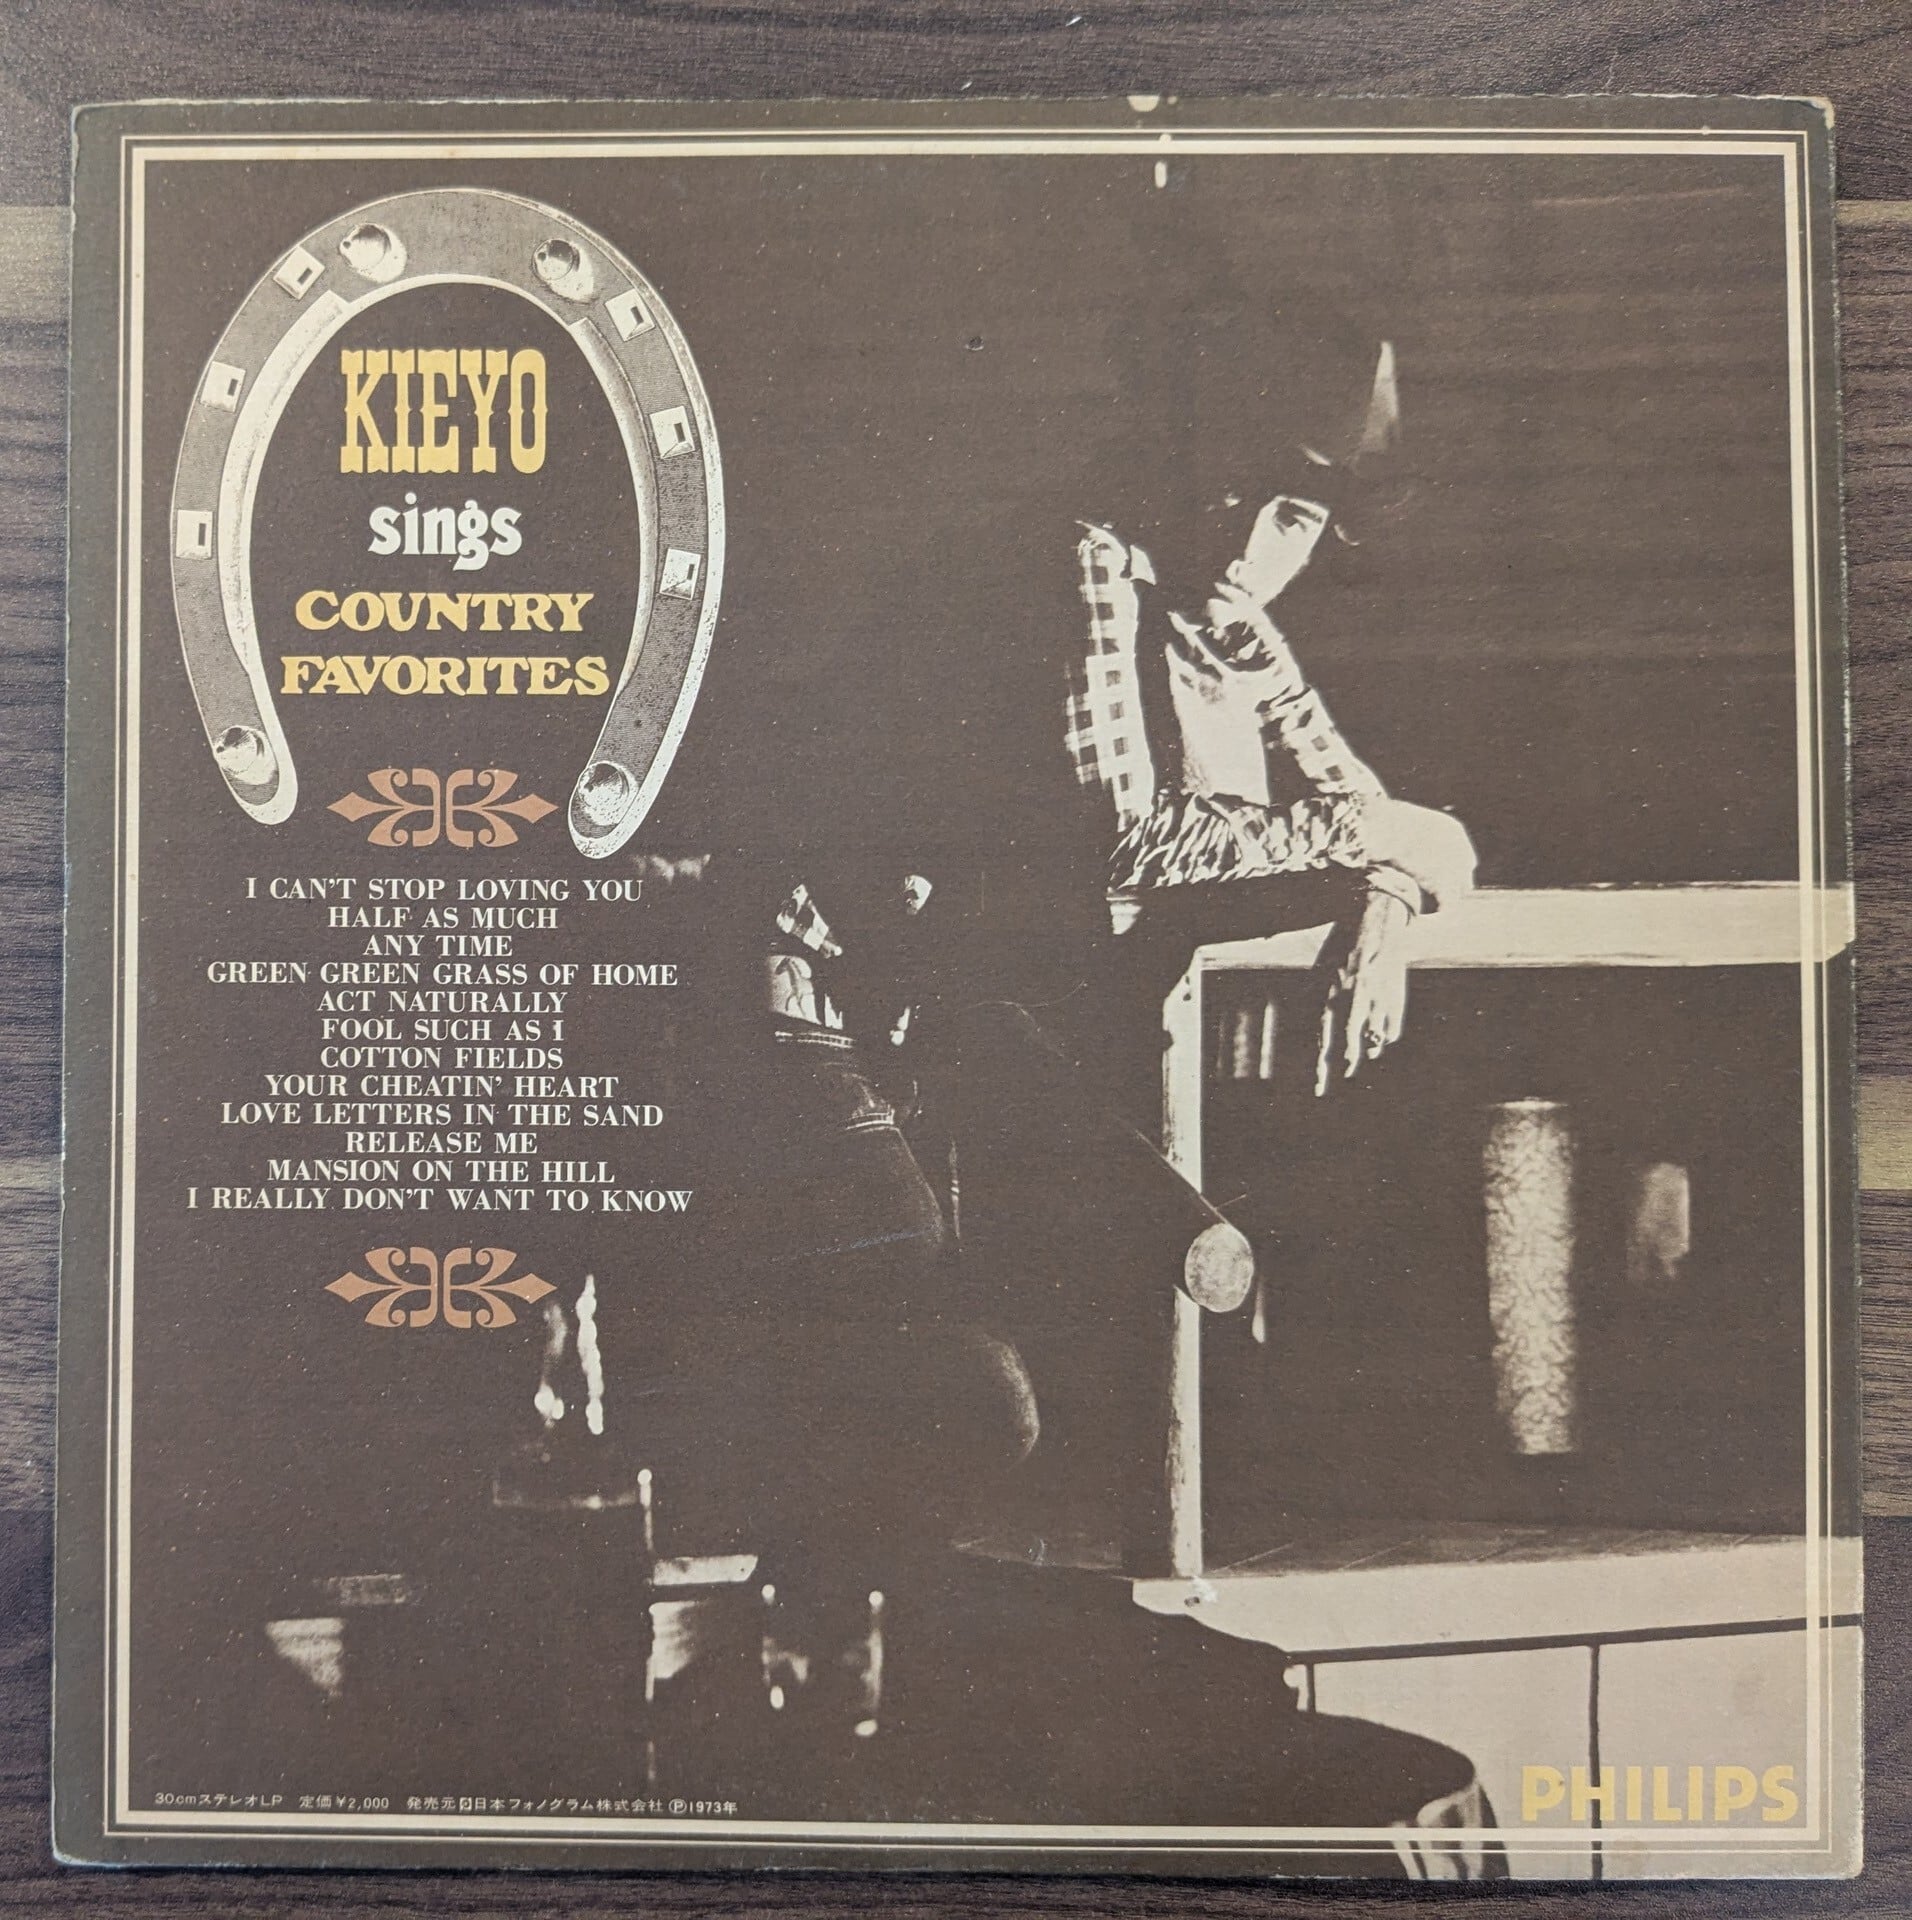 KIEYO
sings
COUNTRY
FAVORITES
I CAN'T STOP LOVING YOU
HALF AS MUCH
ANY TIME
GREEN GREEN GRASS OF HOME
ACT NATURALLY
FOOL SUCH AS I
COTTON FIELDS
YOUR CHEATIN' HEART
LOVE LETTERS IN THE SAND
RELEASE ME
MANSION ON THE HILL
I REALLY DON'T WANT TO KNOW
30cmステレオLP 定価¥2,000 発売元 日本フォノグラム株式会社 Ⓟ1973年
PHILIPS